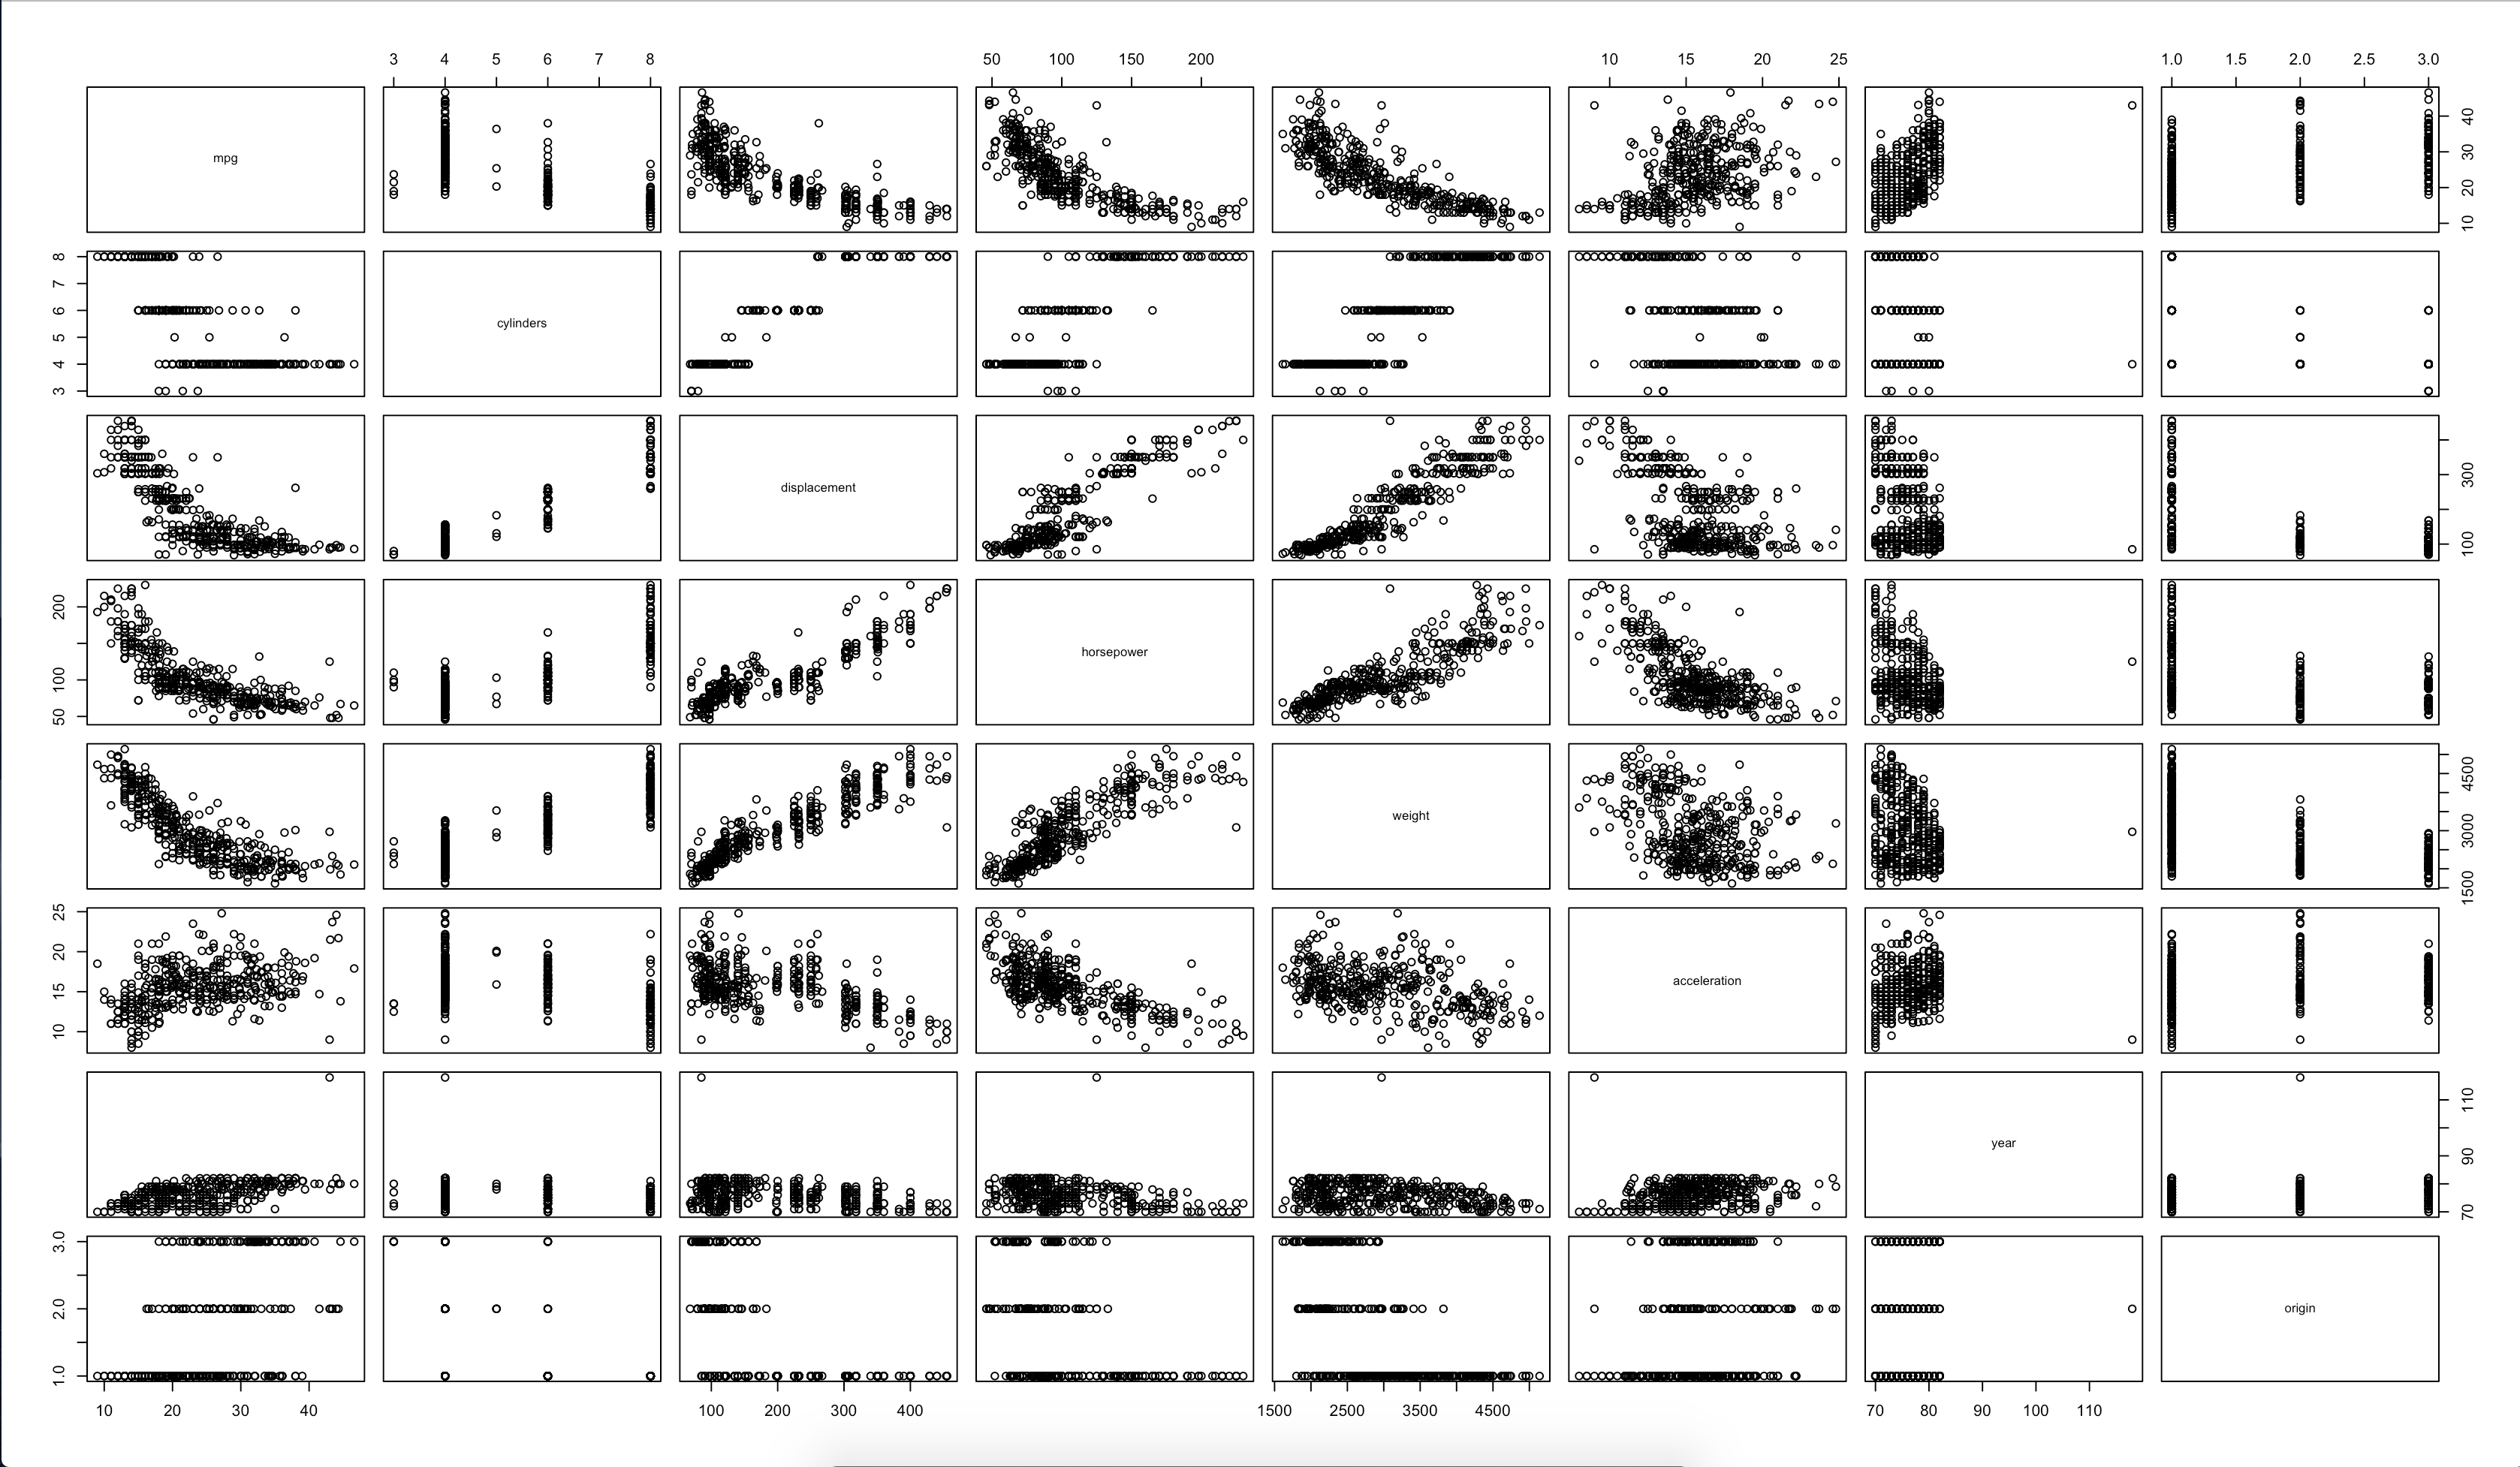 3 4 5 6 7 8 50 100 150 200 10 15 20 25 1.0 1.5 2.0 2.5 3.0
mpg 10 20 30 40
3 4 5 6 7 8 cylinders
displacement 100 300
50 100 200 horsepower
weight 1500 3000 4500
10 15 20 25 acceleration
year 70 90 110
1.0 2.0 3.0 origin
10 20 30 40 100 200 300 400 1500 2500 3500 4500 70 80 90 100 110